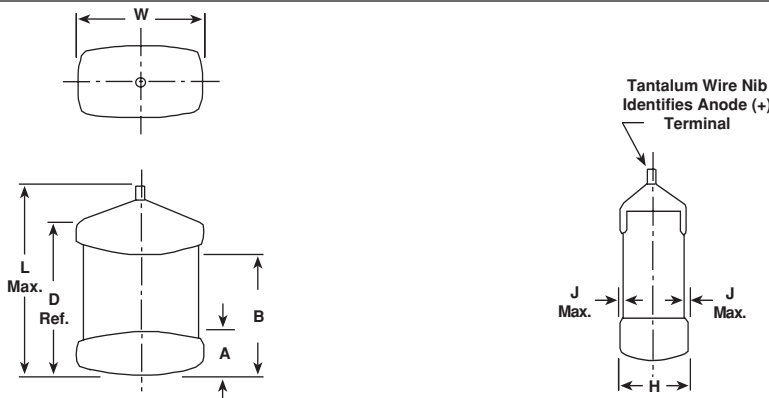 W
Tantalum Wire Nib
Identifies Anode (+)
Terminal
L
Max.
D
Ref.
B
A
J
Max.
J
Max.
H